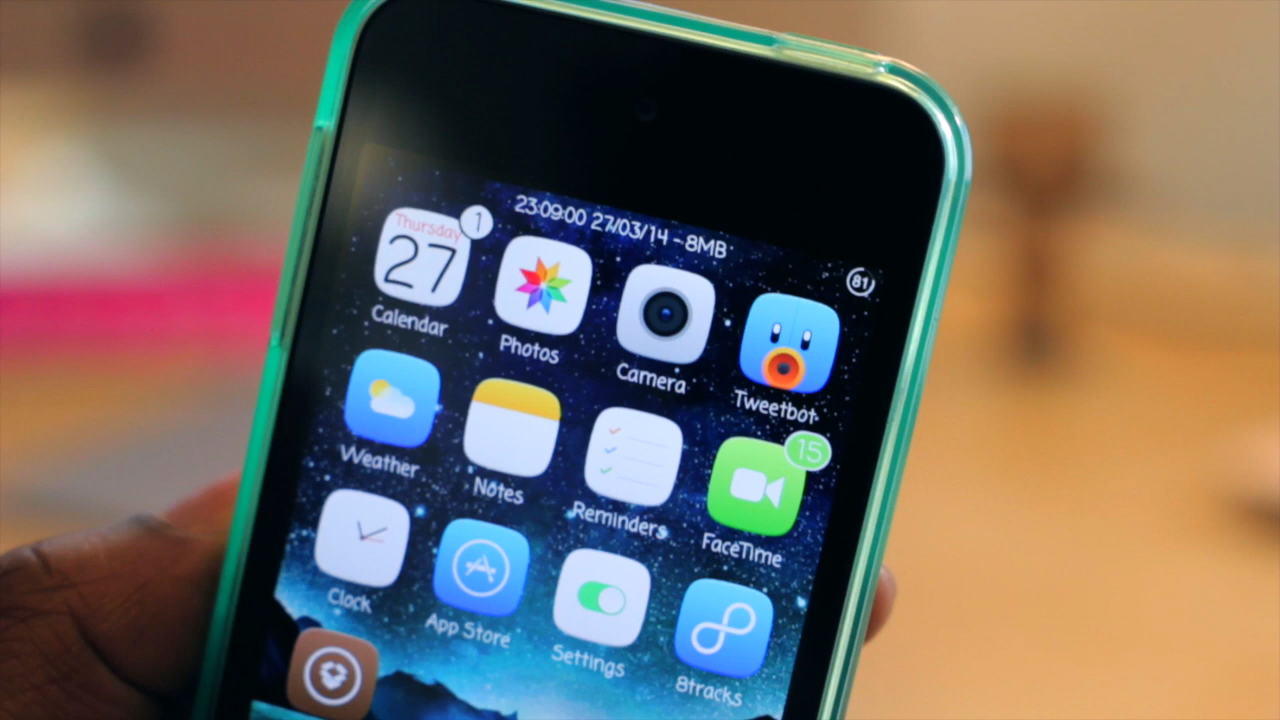 23:09:00 27/03/14 - 8MB
81
Thursday
27
1
Calendar
Photos
Camera
Tweetbot
Weather
Notes
Reminders
15
FaceTime
Clock
App Store
Settings
8tracks